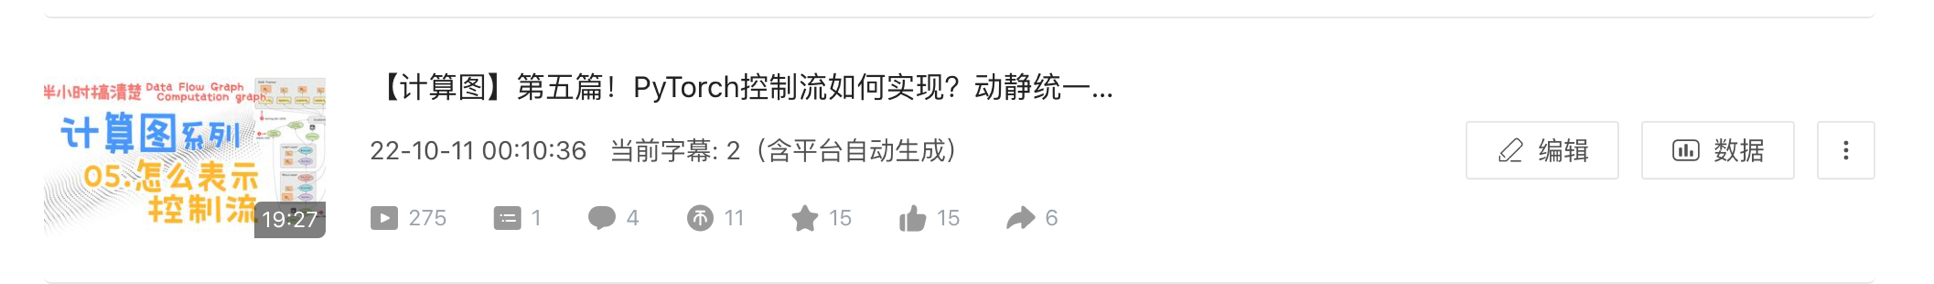 半小时搞清楚 Data Flow Graph
Computation graph
计算图系列
05.怎么表示
控制流
19:27
【计算图】第五篇！PyTorch控制流如何实现？动静统一...
22-10-11 00:10:36 当前字幕: 2（含平台自动生成）
275 1 4 11 15 15 6
编辑 数据